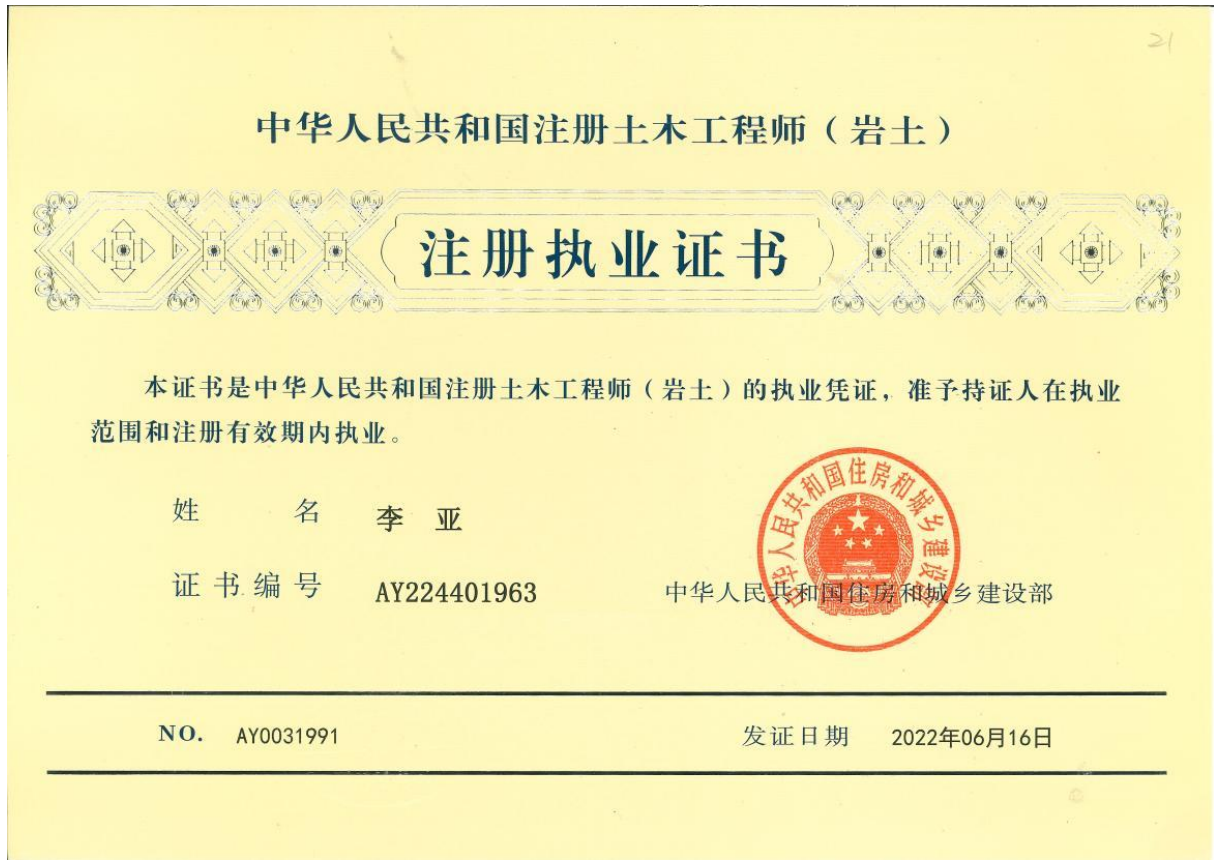 21
中华人民共和国注册土木工程师（岩土）
注册执业证书
本证书是中华人民共和国注册土木工程师（岩土）的执业凭证，准予持证人在执业
范围和注册有效期内执业。
姓 名 李 亚
证书编号 AY224401963
中华人民共和国住房和城乡建设部
中华人民共和国住房和城乡建设部
NO. AY0031991
发证日期 2022年06月16日